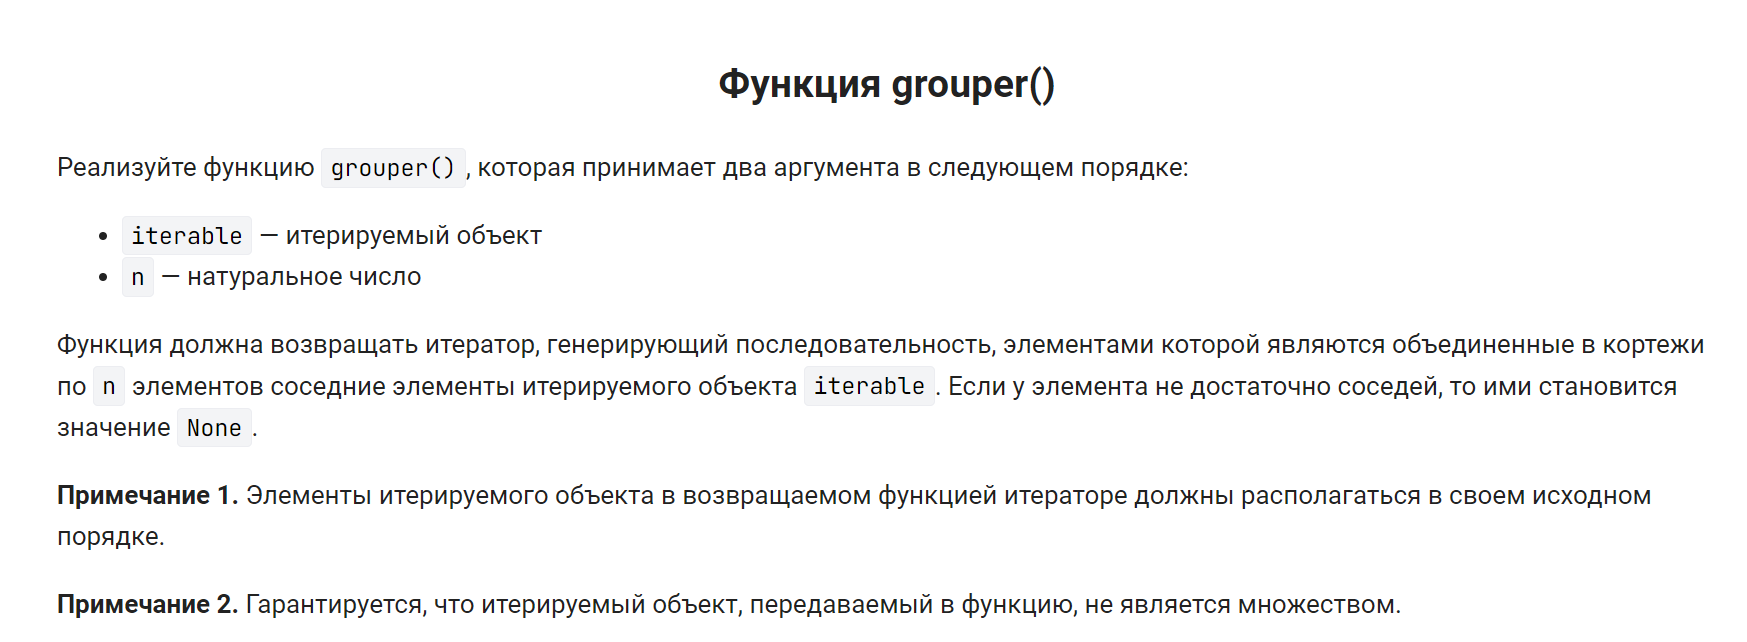 Функция grouper()
Реализуйте функцию grouper(), которая принимает два аргумента в следующем порядке:
• iterable — итерируемый объект
• n — натуральное число
Функция должна возвращать итератор, генерирующий последовательность, элементами которой являются объединенные в кортежи
по n элементов соседние элементы итерируемого объекта iterable. Если у элемента не достаточно соседей, то ими становится
значение None.
Примечание 1. Элементы итерируемого объекта в возвращаемом функцией итераторе должны располагаться в своем исходном
порядке.
Примечание 2. Гарантируется, что итерируемый объект, передаваемый в функцию, не является множеством.